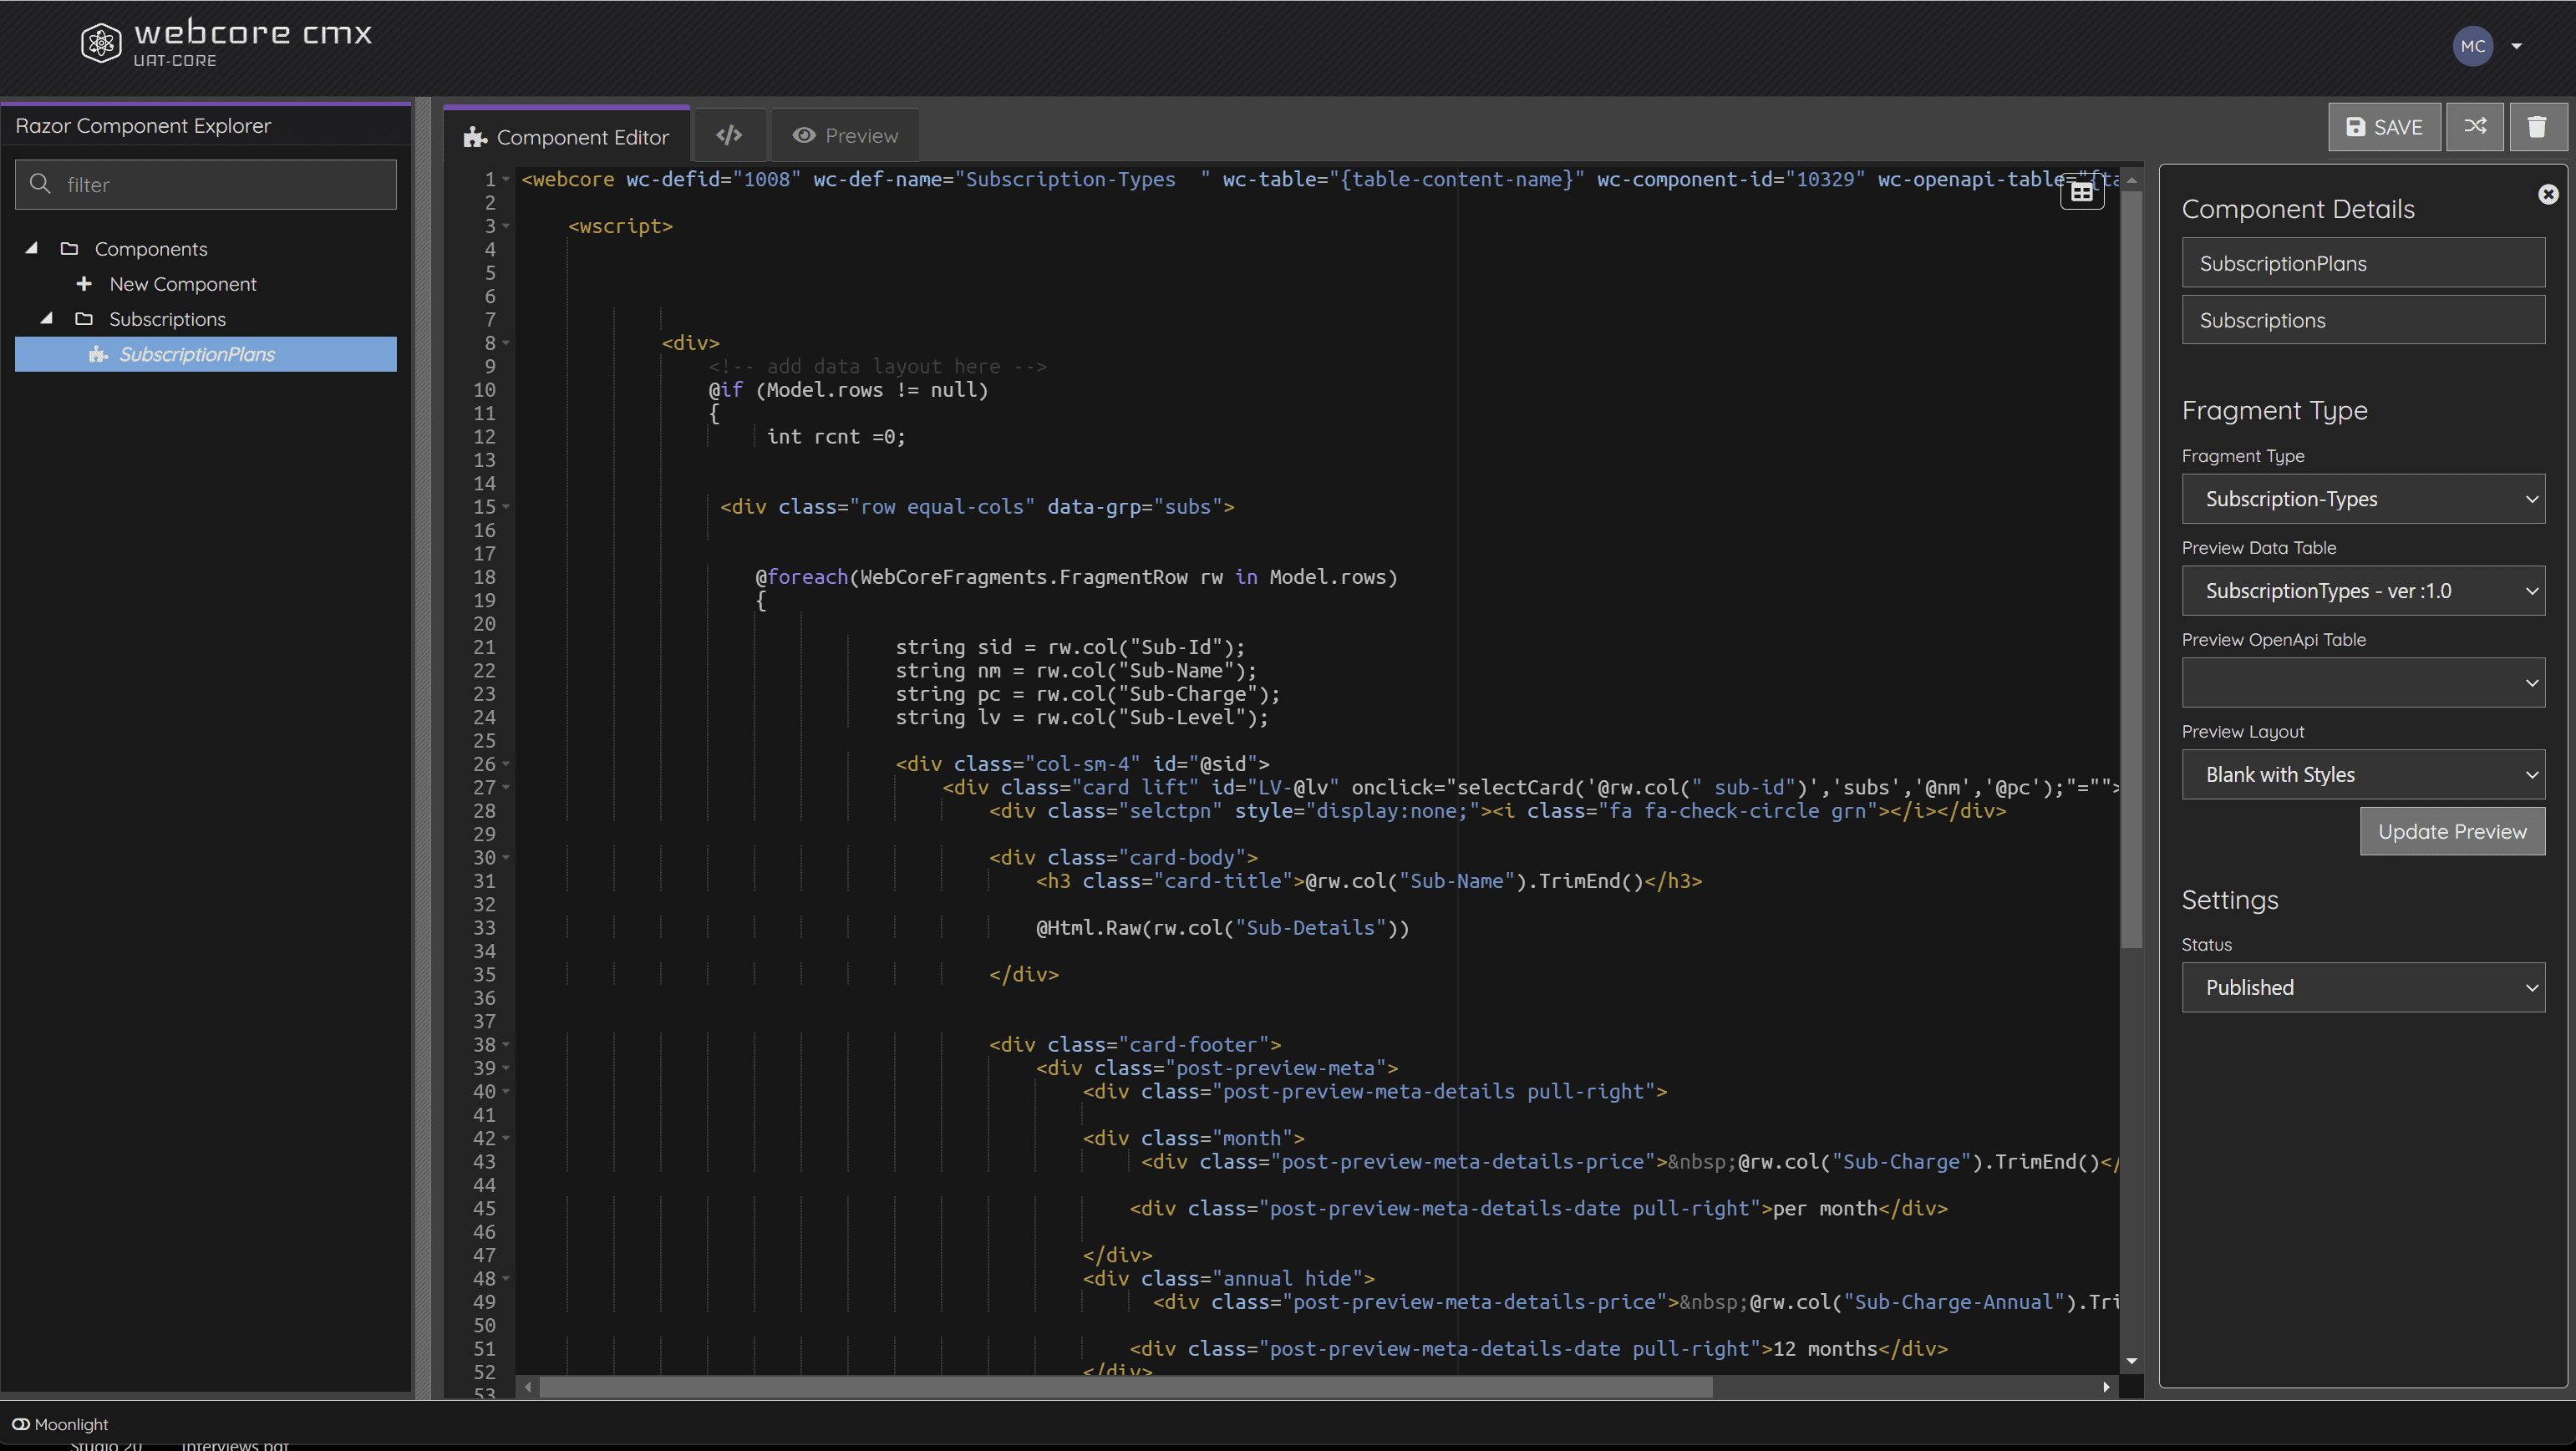 webcore cmx
UAT-CORE
MC
Razor Component Explorer
filter
Components
New Component
Subscriptions
SubscriptionPlans
Component Editor
</>
Preview
SAVE
1 <webcore wc-defid="1008" wc-def-name="Subscription-Types  " wc-table="{table-content-name}" wc-component-id="10329" wc-openapi-table="{ta
2
3 <wscript>
4
5
6
7
8 <div>
9 <!-- add data layout here -->
10 @if (Model.rows != null)
11 {
12 int rcnt =0;
13
14
15 <div class="row equal-cols" data-grp="subs">
16
17
18 @foreach(WebCoreFragments.FragmentRow rw in Model.rows)
19 {
20
21 string sid = rw.col("Sub-Id");
22 string nm = rw.col("Sub-Name");
23 string pc = rw.col("Sub-Charge");
24 string lv = rw.col("Sub-Level");
25
26 <div class="col-sm-4" id="@sid">
27 <div class="card lift" id="LV-@lv" onclick="selectCard('@rw.col(" sub-id")','subs','@nm','@pc');"="">
28 <div class="selctpn" style="display:none;"><i class="fa fa-check-circle grn"></i></div>
29
30 <div class="card-body">
31 <h3 class="card-title">@rw.col("Sub-Name").TrimEnd()</h3>
32
33 @Html.Raw(rw.col("Sub-Details"))
34
35 </div>
36
37
38 <div class="card-footer">
39 <div class="post-preview-meta">
40 <div class="post-preview-meta-details pull-right">
41
42 <div class="month">
43 <div class="post-preview-meta-details-price">&nbsp;@rw.col("Sub-Charge").TrimEnd()</
44
45 <div class="post-preview-meta-details-date pull-right">per month</div>
46
47 </div>
48 <div class="annual hide">
49 <div class="post-preview-meta-details-price">&nbsp;@rw.col("Sub-Charge-Annual").Tri
50
51 <div class="post-preview-meta-details-date pull-right">12 months</div>
52 </div>
53
Component Details
SubscriptionPlans
Subscriptions
Fragment Type
Fragment Type
Subscription-Types
Preview Data Table
SubscriptionTypes - ver :1.0
Preview OpenApi Table
Preview Layout
Blank with Styles
Update Preview
Settings
Status
Published
Moonlight
Studio 20 Interviews.pdf